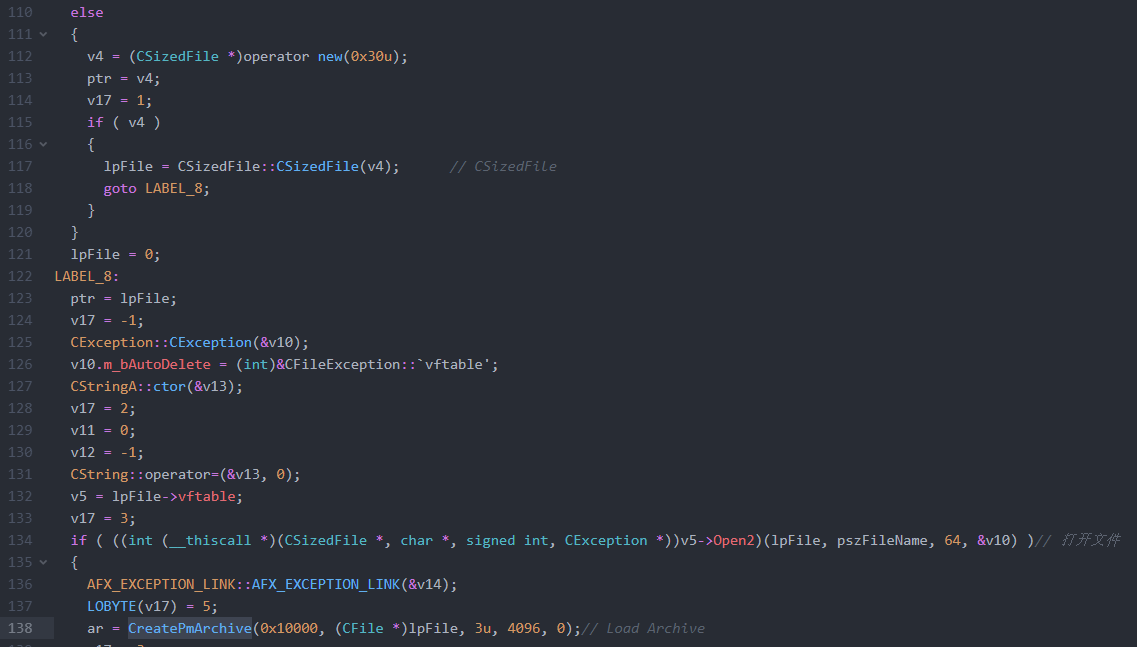 110 else
111 {
112 v4 = (CSizedFile *)operator new(0x30u);
113 ptr = v4;
114 v17 = 1;
115 if ( v4 )
116 {
117 lpFile = CSizedFile::CSizedFile(v4); // CSizedFile
118 goto LABEL_8;
119 }
120 }
121 lpFile = 0;
122 LABEL_8:
123 ptr = lpFile;
124 v17 = -1;
125 CException::CException(&v10);
126 v10.m_bAutoDelete = (int)&CFileException::`vftable';
127 CStringA::ctor(&v13);
128 v17 = 2;
129 v11 = 0;
130 v12 = -1;
131 CString::operator=(&v13, 0);
132 v5 = lpFile->vftable;
133 v17 = 3;
134 if ( ((int (__thiscall *)(CSizedFile *, char *, signed int, CException *))v5->Open2)(lpFile, pszFileName, 64, &v10) )// 打开文件
135 {
136 AFX_EXCEPTION_LINK::AFX_EXCEPTION_LINK(&v14);
137 LOBYTE(v17) = 5;
138 ar = CreatePmArchive(0x10000, (CFile *)lpFile, 3u, 4096, 0);// Load Archive